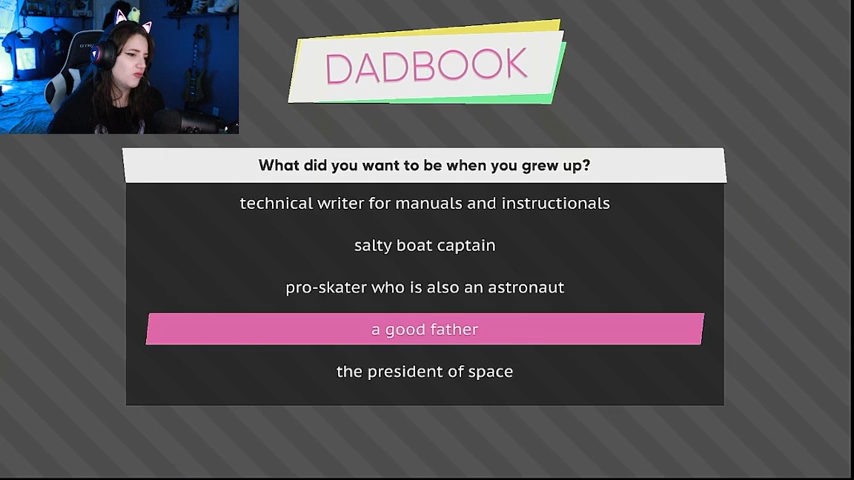 DADBOOK
What did you want to be when you grew up?
technical writer for manuals and instructionals
salty boat captain
pro-skater who is also an astronaut
a good father
the president of space